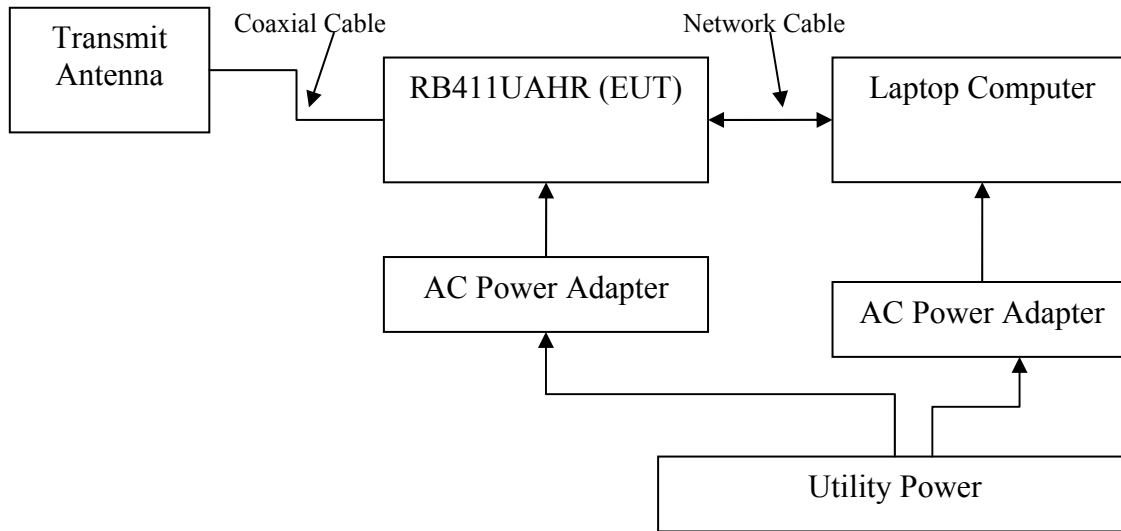 Transmit
Antenna
Coaxial Cable
RB411UAHR (EUT)
Network Cable
Laptop Computer
AC Power Adapter
AC Power Adapter
Utility Power